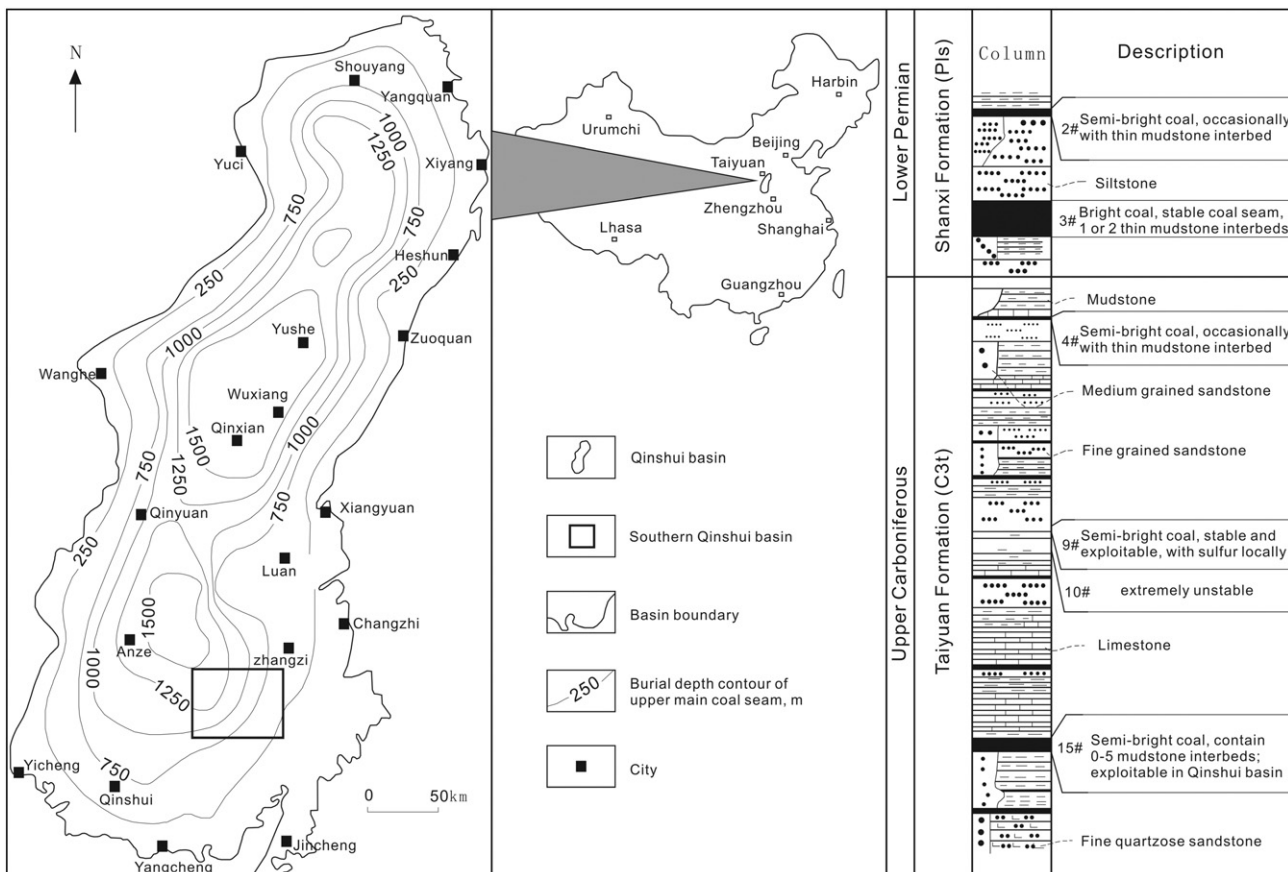 N
Shouyang
Yangquan
1000
1250
Yuci
Xiyang
750
750
Heshun
250
250
Yushe
Zuoquan
1000
Wanghe
Wuxiang
Qinxian
1000
1500
750
1250
750
Qinyuan
Xiangyuan
250
Luan
1500
Changzhi
Anze
zhangzi
1000
1250
Yicheng
750
Qinshui
0 50km
Jincheng
Yangcheng
Harbin
Urumchi
Beijing
Taiyuan
Zhengzhou
Shanghai
Lhasa
Guangzhou
Qinshui basin
Southern Qinshui basin
Basin boundary
250
Burial depth contour of
upper main coal seam, m
City
Lower Permian
Upper Carboniferous
Shanxi Formation (Pls)
Taiyuan Formation (C3t)
Column
Description
2# Semi-bright coal, occasionally
with thin mudstone interbed
Siltstone
3# Bright coal, stable coal seam,
1 or 2 thin mudstone interbeds
Mudstone
4# Semi-bright coal, occasionally
with thin mudstone interbed
Medium grained sandstone
Fine grained sandstone
9# Semi-bright coal, stable and
exploitable, with sulfur locally
10# extremely unstable
Limestone
15# Semi-bright coal, contain
0-5 mudstone interbeds;
exploitable in Qinshui basin
Fine quartzose sandstone